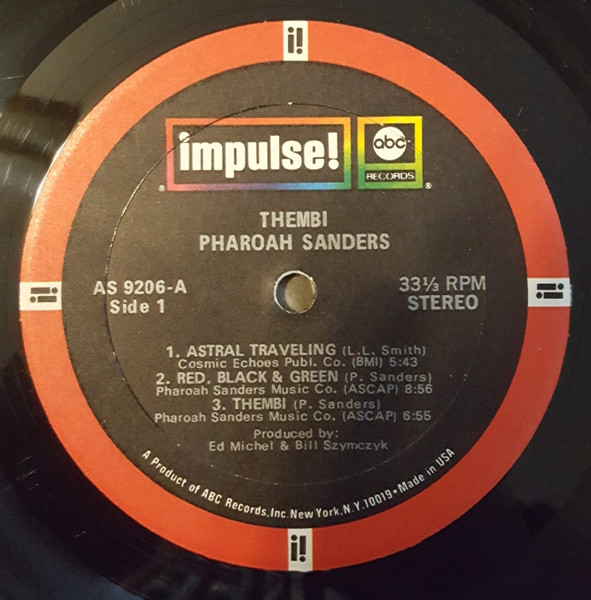 i!
impulse!
abc
RECORDS
®
®
THEMBI
PHAROAH SANDERS
AS 9206-A
Side 1
33⅓ RPM
STEREO
i!
i!
1. ASTRAL TRAVELING (L.L. Smith)
Cosmic Echoes Publ. Co. (BMI) 5:43
2. RED, BLACK & GREEN (P. Sanders)
Pharoah Sanders Music Co. (ASCAP) 8:56
3. THEMBI (P. Sanders)
Pharoah Sanders Music Co. (ASCAP) 6:55
Produced by:
Ed Michel & Bill Szymczyk
A Product of ABC Records,Inc.New York,N.Y.10019•Made in USA
i!